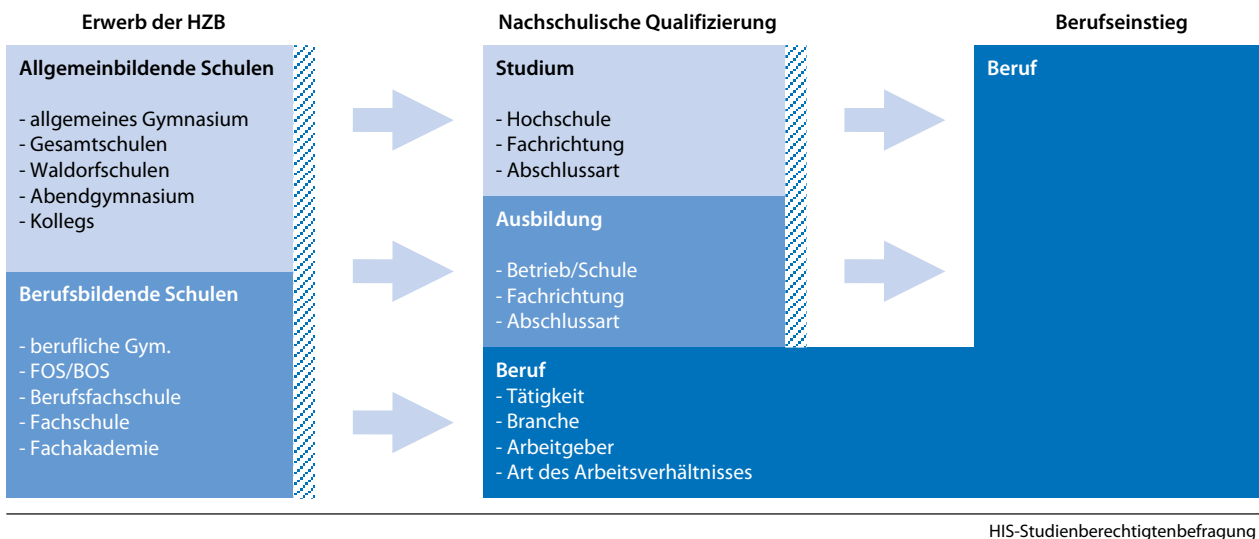 Erwerb der HZB
Allgemeinbildende Schulen
- allgemeines Gymnasium
- Gesamtschulen
- Waldorfschulen
- Abendgymnasium
- Kollegs
Berufsbildende Schulen
- berufliche Gym.
- FOS/BOS
- Berufsfachschule
- Fachschule
- Fachakademie
Nachschulische Qualifizierung
Studium
- Hochschule
- Fachrichtung
- Abschlussart
Ausbildung
- Betrieb/Schule
- Fachrichtung
- Abschlussart
Beruf
- Tätigkeit
- Branche
- Arbeitgeber
- Art des Arbeitsverhältnisses
Berufseinstieg
Beruf
HIS-Studienberechtigtenbefragung